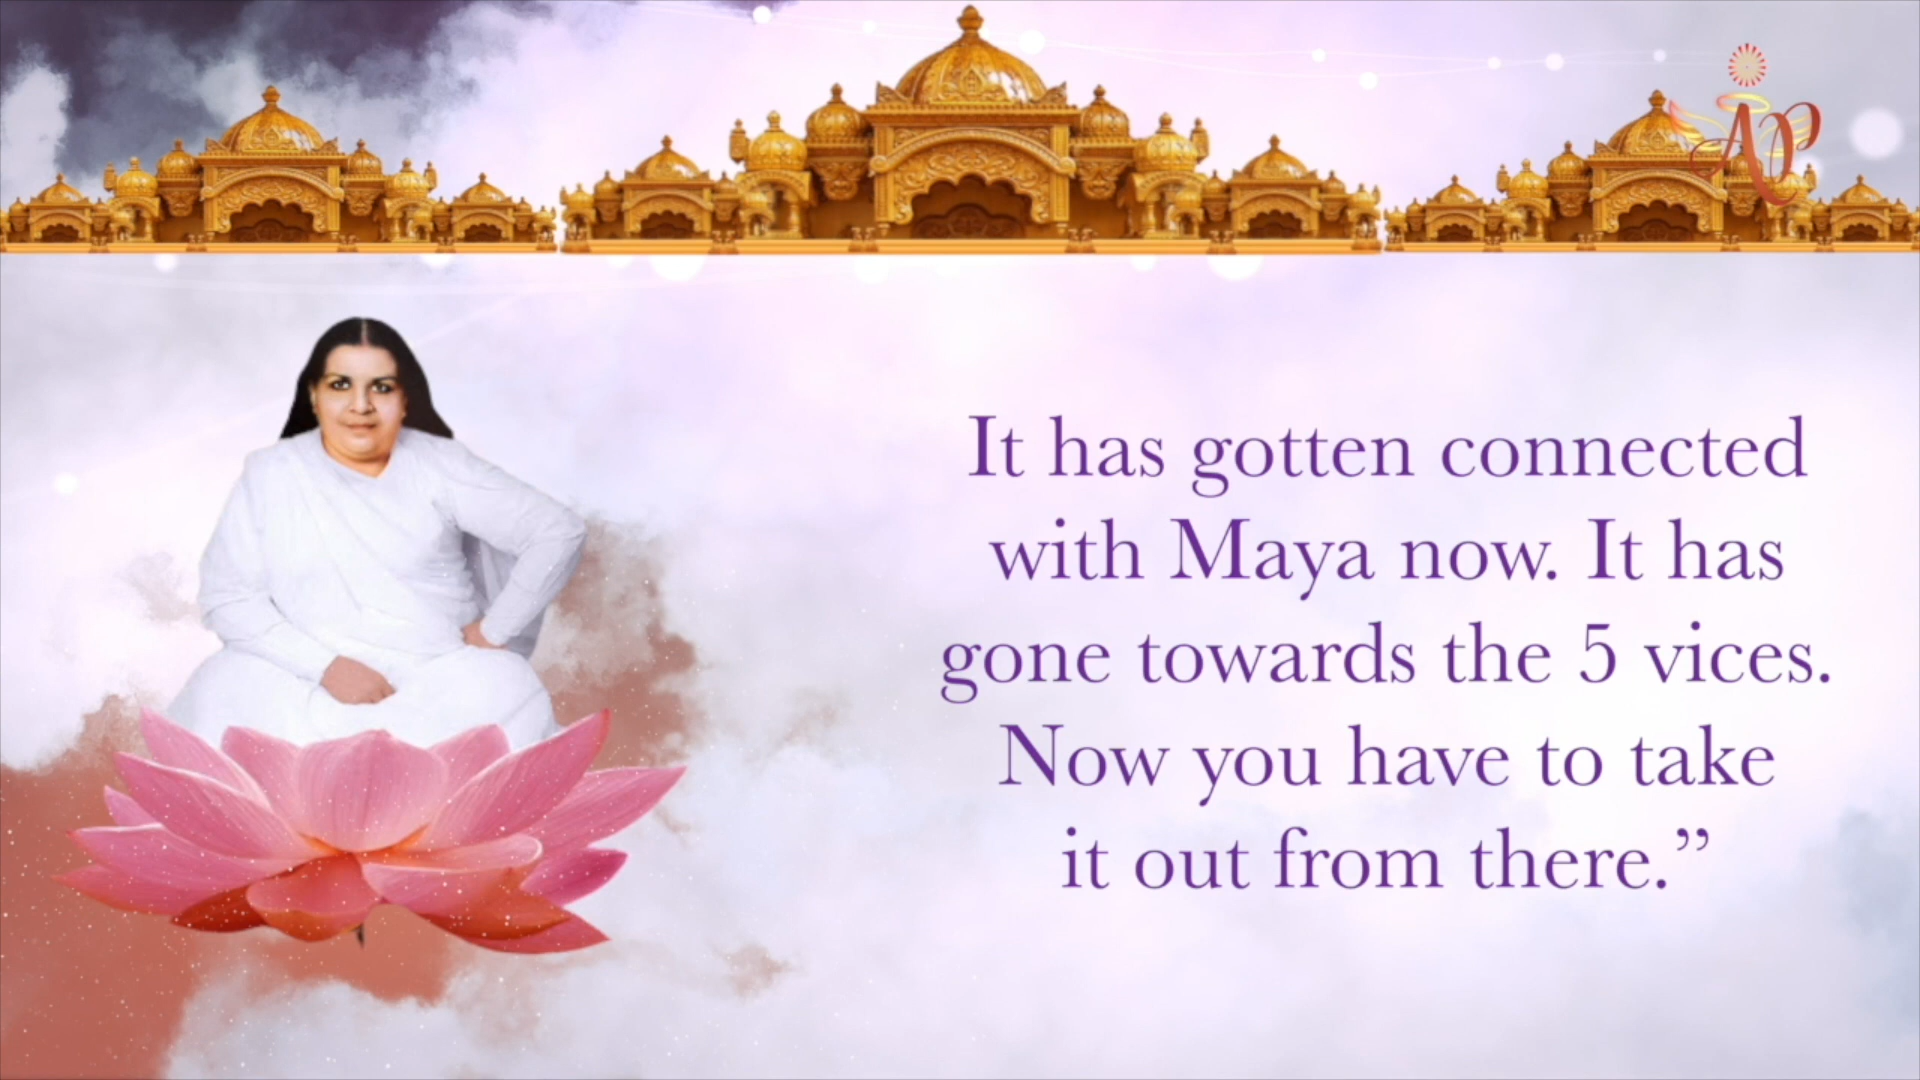 AP
It has gotten connected
with Maya now. It has
gone towards the 5 vices.
Now you have to take
it out from there.”